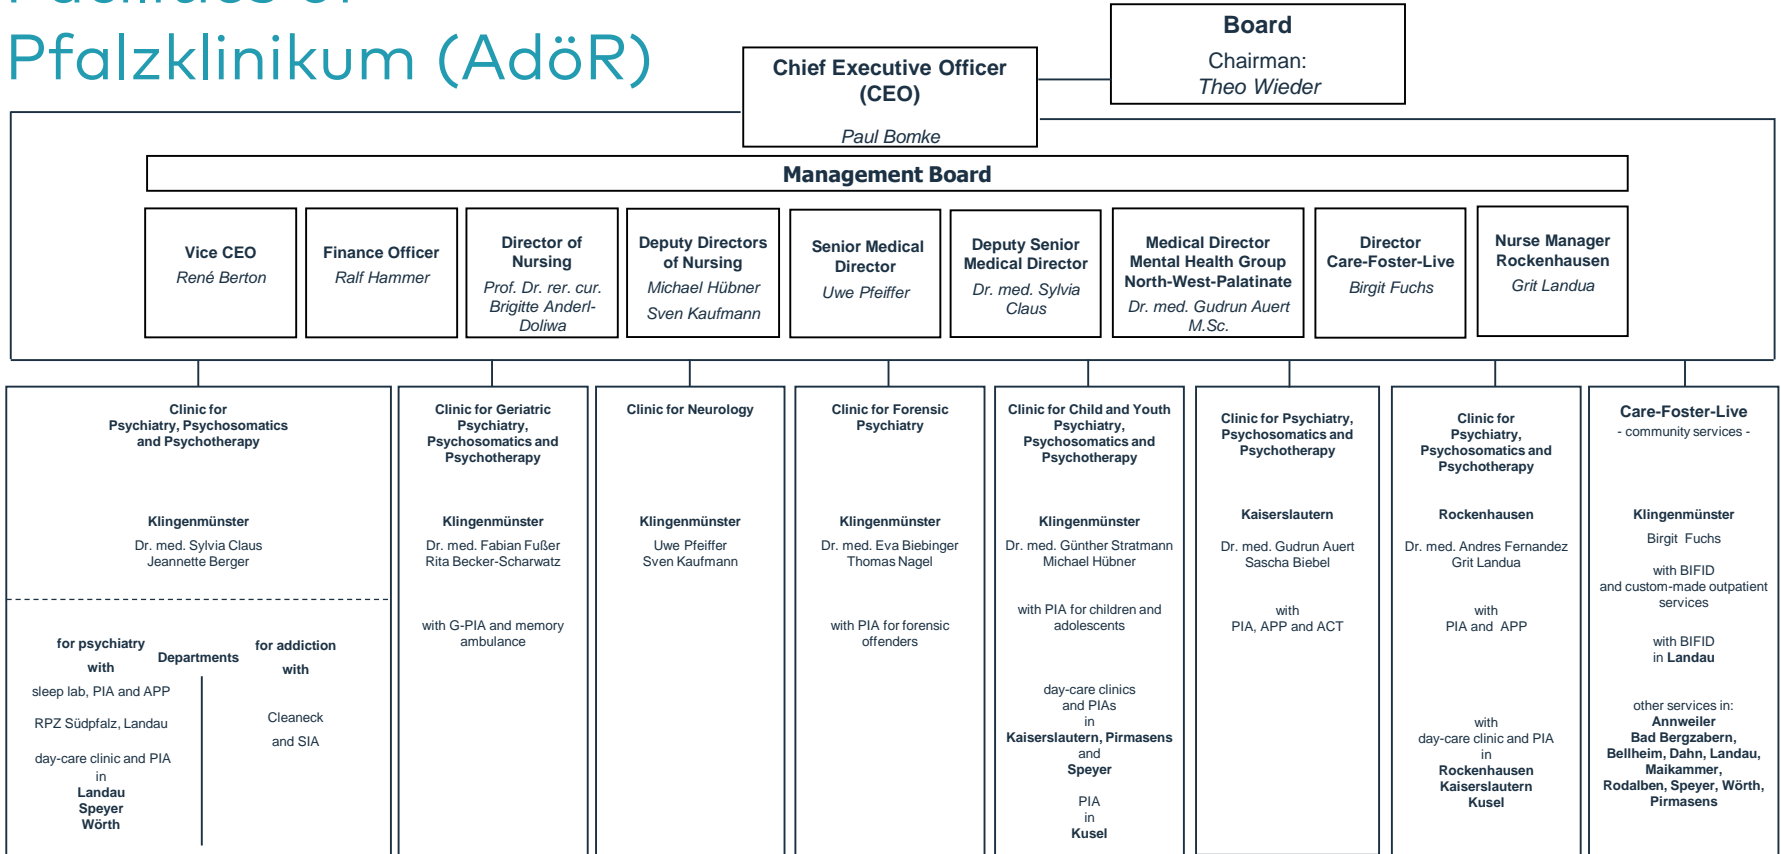 Facilities of
Pfalzklinikum (AdöR)
Board
Chairman:
Theo Wieder
Chief Executive Officer
(CEO)
Paul Bomke
Management Board
Vice CEO
René Berton
Finance Officer
Ralf Hammer
Director of
Nursing
Prof. Dr. rer. cur.
Brigitte Anderl-
Doliwa
Deputy Directors
of Nursing
Michael Hübner
Sven Kaufmann
Senior Medical
Director
Uwe Pfeiffer
Deputy Senior
Medical Director
Dr. med. Sylvia
Claus
Medical Director
Mental Health Group
North-West-Palatinate
Dr. med. Gudrun Auert
M.Sc.
Director
Care-Foster-Live
Birgit Fuchs
Nurse Manager
Rockenhausen
Grit Landua
Clinic for
Psychiatry, Psychosomatics
and Psychotherapy
Klingenmünster
Dr. med. Sylvia Claus
Jeannette Berger
Departments
for psychiatry
with
sleep lab, PIA and APP
RPZ Südpfalz, Landau
day-care clinic and PIA
in
Landau
Speyer
Wörth
for addiction
with
Cleaneck
and SIA
Clinic for Geriatric
Psychiatry,
Psychosomatics and
Psychotherapy
Klingenmünster
Dr. med. Fabian Fußer
Rita Becker-Scharwatz
with G-PIA and memory
ambulance
Clinic for Neurology
Klingenmünster
Uwe Pfeiffer
Sven Kaufmann
Clinic for Forensic
Psychiatry
Klingenmünster
Dr. med. Eva Biebinger
Thomas Nagel
with PIA for forensic
offenders
Clinic for Child and Youth
Psychiatry,
Psychosomatics and
Psychotherapy
Klingenmünster
Dr. med. Günther Stratmann
Michael Hübner
with PIA for children and
adolescents
day-care clinics
and PIAs
in
Kaiserslautern, Pirmasens
and
Speyer
PIA
in
Kusel
Clinic for Psychiatry,
Psychosomatics and
Psychotherapy
Kaiserslautern
Dr. med. Gudrun Auert
Sascha Biebel
with
PIA, APP and ACT
Clinic for
Psychiatry,
Psychosomatics and
Psychotherapy
Rockenhausen
Dr. med. Andres Fernandez
Grit Landua
with
PIA and APP
with
day-care clinic and PIA
in
Rockenhausen
Kaiserslautern
Kusel
Care-Foster-Live
- community services -
Klingenmünster
Birgit Fuchs
with BIFID
and custom-made outpatient
services
with BIFID
in Landau
other services in:
Annweiler
Bad Bergzabern,
Bellheim, Dahn, Landau,
Maikammer,
Rodalben, Speyer, Wörth,
Pirmasens